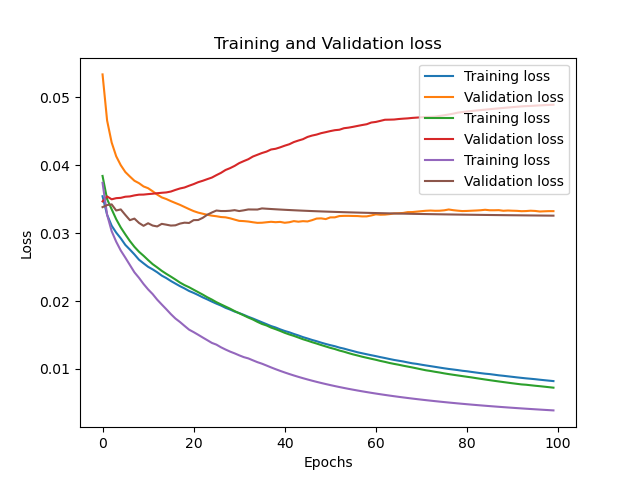 Training and Validation loss
Training loss
Validation loss
Training loss
Validation loss
Training loss
Validation loss
0.05
0.04
0.03
0.02
0.01
Loss
0 20 40 60 80 100
Epochs